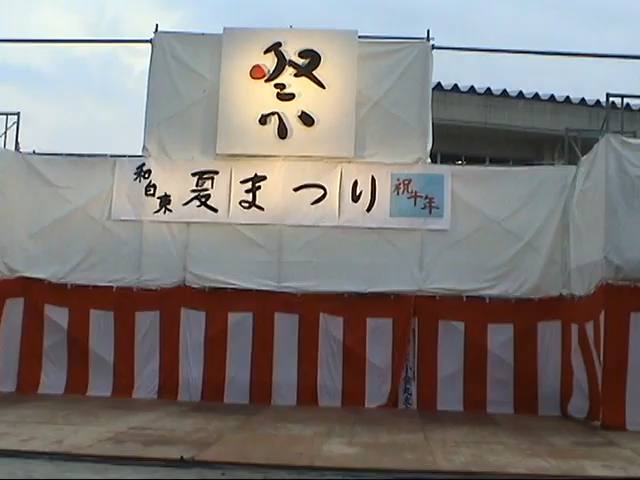 祭
和白東 夏まつり 祝十年